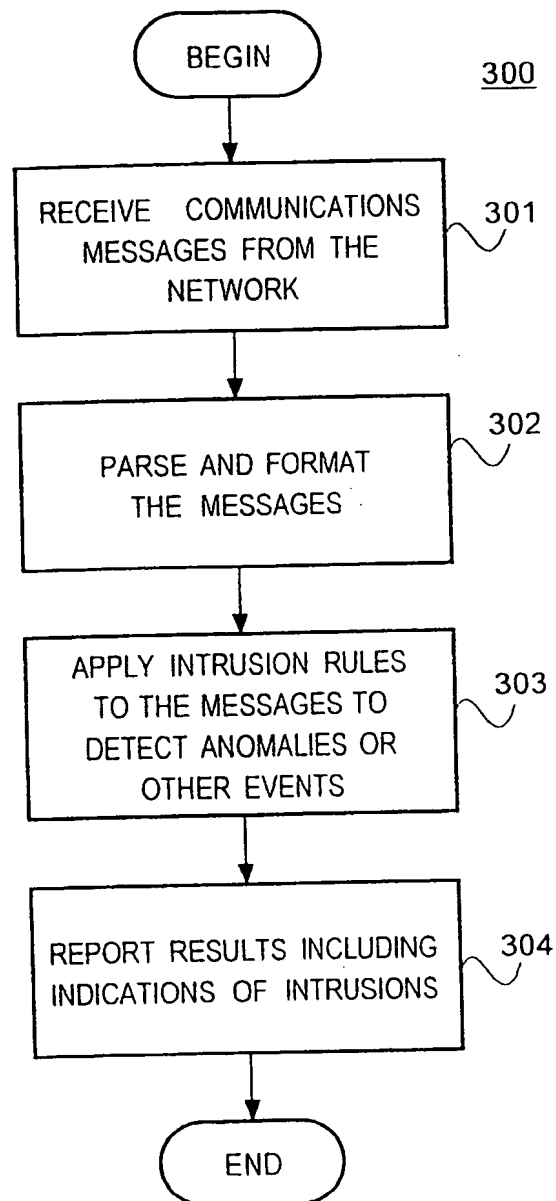 BEGIN
300
RECEIVE COMMUNICATIONS
MESSAGES FROM THE
NETWORK
301
PARSE AND FORMAT
THE MESSAGES
302
APPLY INTRUSION RULES
TO THE MESSAGES TO
DETECT ANOMALIES OR
OTHER EVENTS
303
REPORT RESULTS INCLUDING
INDICATIONS OF INTRUSIONS
304
END